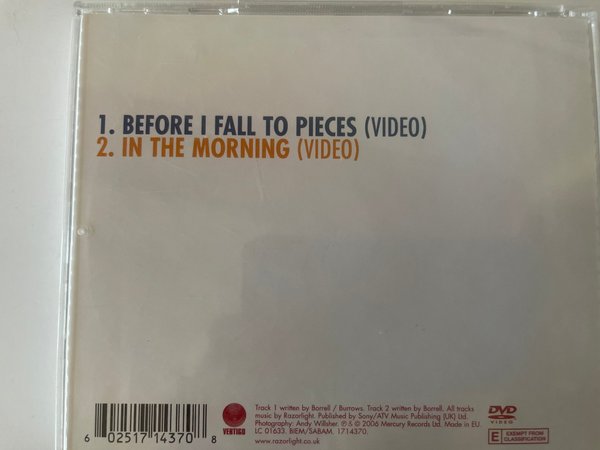 1. BEFORE I FALL TO PIECES (VIDEO)
2. IN THE MORNING (VIDEO)
6 02517 14370 8
VERTIGO
Track 1 written by Borrell / Burrows. Track 2 written by Borrell. All tracks
music by Razorlight. Published by Sony/ATV Music Publishing (UK) Ltd.
Photography: Andy Willsher. ℗ & © 2006 Mercury Records Ltd. Made in EU.
LC 01633. BIEM/SABAM. 1714370.
www.razorlight.co.uk
DVD
VIDEO
E EXEMPT FROM
CLASSIFICATION